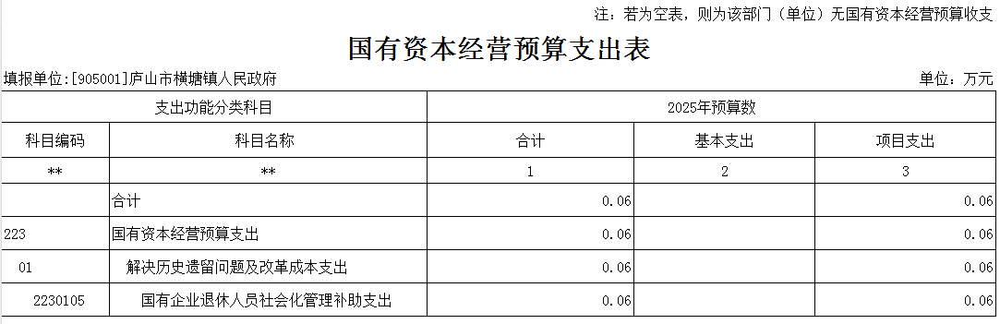 注：若为空表，则为该部门（单位）无国有资本经营预算收支
国有资本经营预算支出表
填报单位:[905001]庐山市横塘镇人民政府 单位：万元
支出功能分类科目 2025年预算数
科目编码 科目名称 合计 基本支出 项目支出
** ** 1 2 3
合计 0.06 0.06
223 国有资本经营预算支出 0.06 0.06
01 解决历史遗留问题及改革成本支出 0.06 0.06
2230105 国有企业退休人员社会化管理补助支出 0.06 0.06